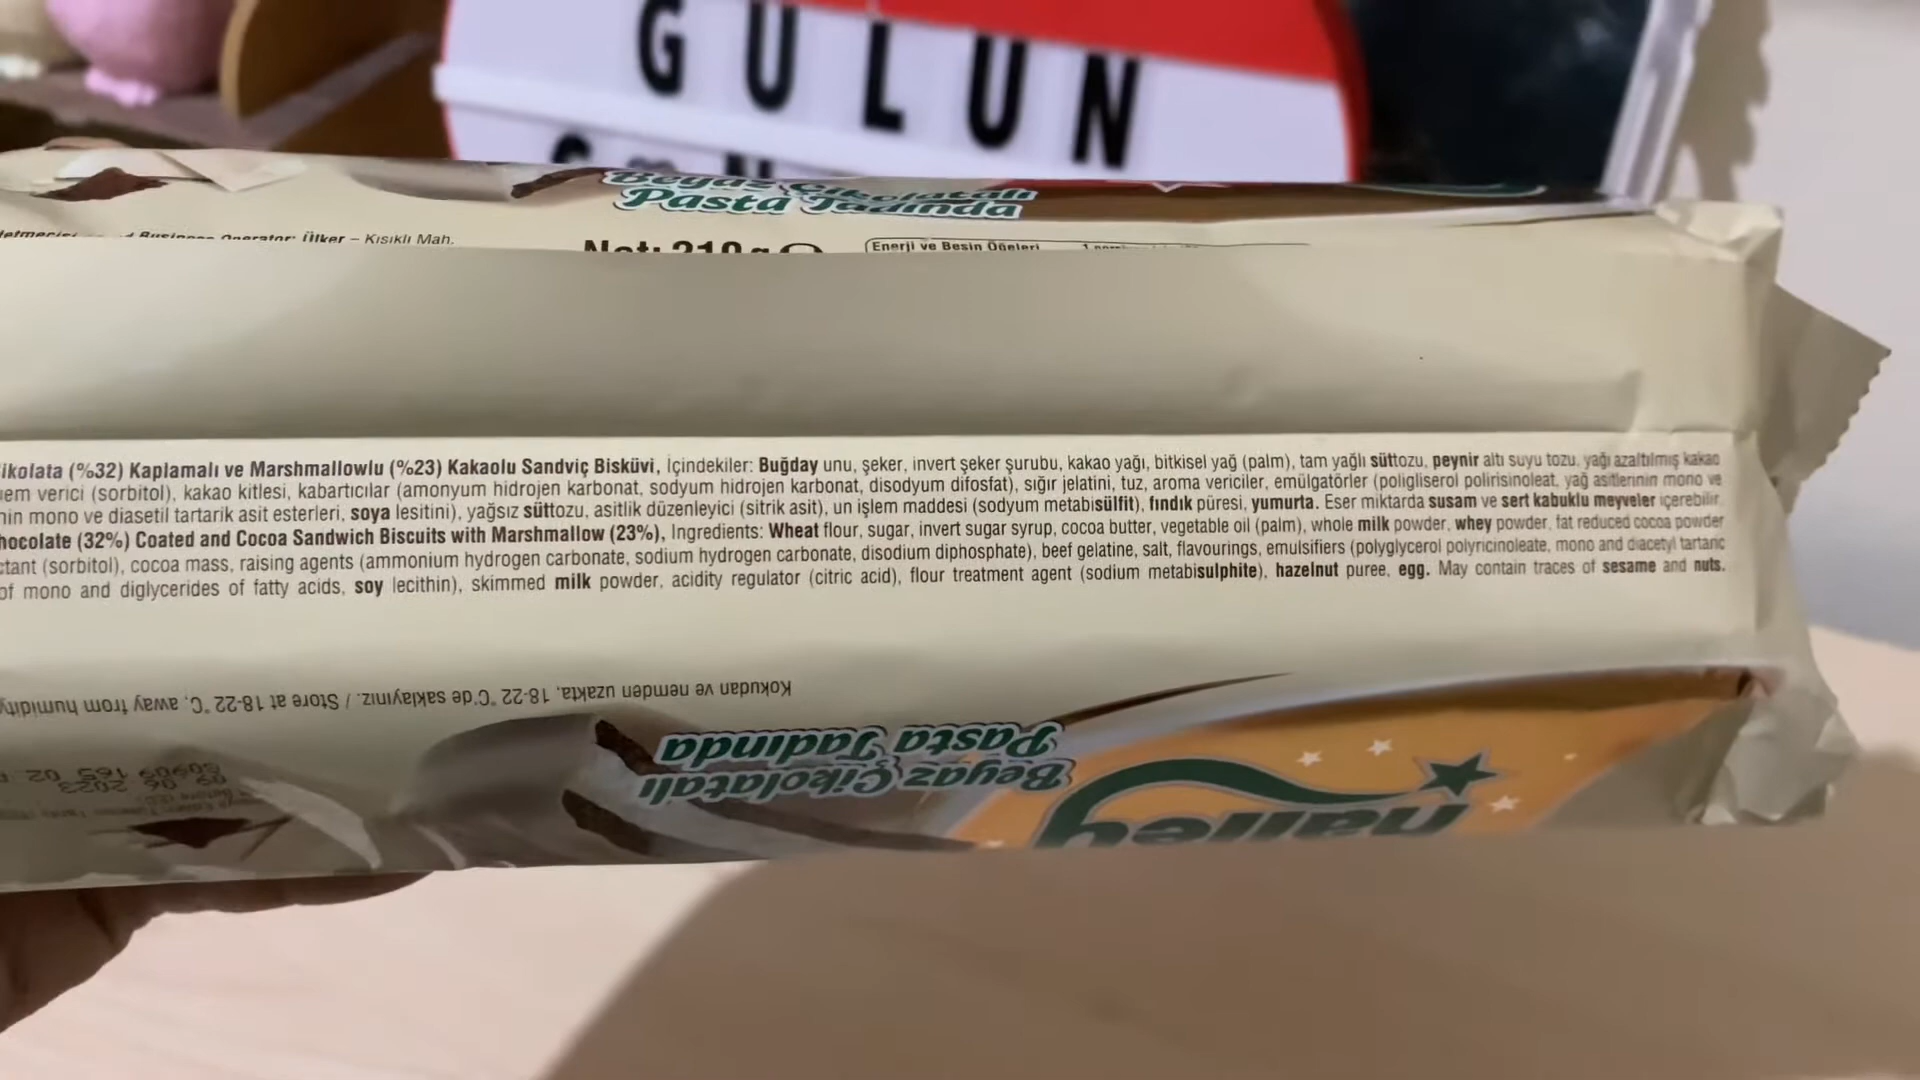 GULUN
Beyaz Çikolatalı
Pasta Tadında
Business Operator: Ülker – Kısıklı Mah.
Net: 210 g
Enerji ve Besin Öğeleri
ikolata (%32) Kaplamalı ve Marshmallowlu (%23) Kakaolu Sandviç Bisküvi, İçindekiler: Buğday unu, şeker, invert şeker şurubu, kakao yağı, bitkisel yağ (palm), tam yağlı süttozu, peynir altı suyu tozu, yağı azaltılmış kakao
em verici (sorbitol), kakao kitlesi, kabartıcılar (amonyum hidrojen karbonat, sodyum hidrojen karbonat, disodyum difosfat), sığır jelatini, tuz, aroma vericiler, emülgatörler (poligliserol polirisinoleat, yağ asitlerinin mono ve
nin mono ve diasetil tartarik asit esterleri, soya lesitini), yağsız süttozu, asitlik düzenleyici (sitrik asit), un işlem maddesi (sodyum metabisülfit), fındık püresi, yumurta. Eser miktarda susam ve sert kabuklu meyveler içerebilir.
hocolate (32%) Coated and Cocoa Sandwich Biscuits with Marshmallow (23%), Ingredients: Wheat flour, sugar, invert sugar syrup, cocoa butter, vegetable oil (palm), whole milk powder, whey powder, fat reduced cocoa powder
ctant (sorbitol), cocoa mass, raising agents (ammonium hydrogen carbonate, sodium hydrogen carbonate, disodium diphosphate), beef gelatine, salt, flavourings, emulsifiers (polyglycerol polyricinoleate, mono and diacetyl tartaric
of mono and diglycerides of fatty acids, soy lecithin), skimmed milk powder, acidity regulator (citric acid), flour treatment agent (sodium metabisulphite), hazelnut puree, egg. May contain traces of sesame and nuts.
Kokudan ve nemden uzakta, 18-22 °C'de saklayınız. / Store at 18-22 °C, away from humidity
halley
Beyaz Çikolatalı
Pasta Tadında